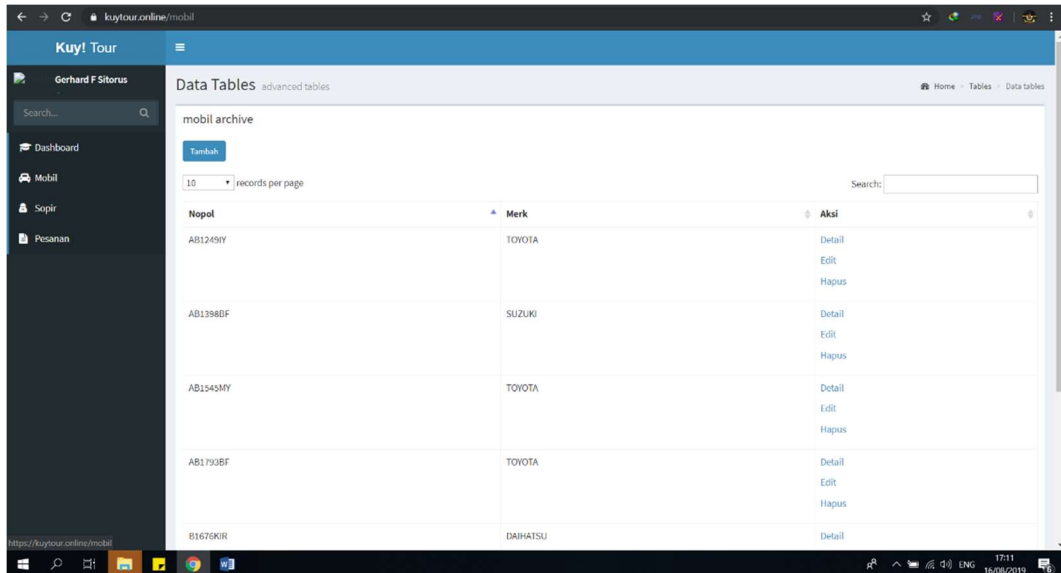 kuytour.online/mobil
Kuy! Tour
Gerhard F Sitorus
Data Tables advanced tables
Home Tables Data tables
Search...
mobil archive
Dashboard
Tambah
Mobil
10 records per page
Search:
Sopir
Nopol Merk Aksi
Pesanan
AB1249IY TOYOTA Detail
Edit
Hapus
AB1398BF SUZUKI Detail
Edit
Hapus
AB1545MY TOYOTA Detail
Edit
Hapus
AB1793BF TOYOTA Detail
Edit
Hapus
B1676KIR DAIHATSU Detail
https://kuytour.online/mobil
ENG
17:11
16/08/2019
6